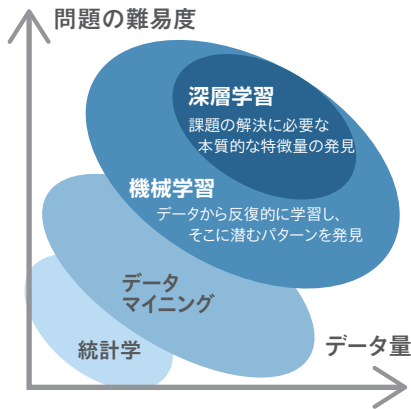 問題の難易度
深層学習
課題の解決に必要な
本質的な特徴量の発見
機械学習
データから反復的に学習し、
そこに潜むパターンを発見
データ
マイニング
統計学
データ量